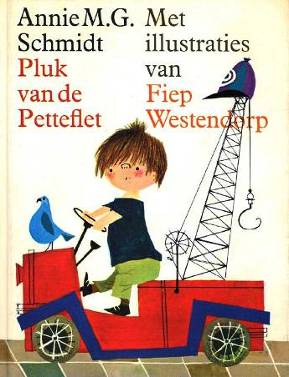 Annie M.G.
Schmidt
Pluk
van de
Petteflet
Met
illustraties
van
Fiep
Westendorp